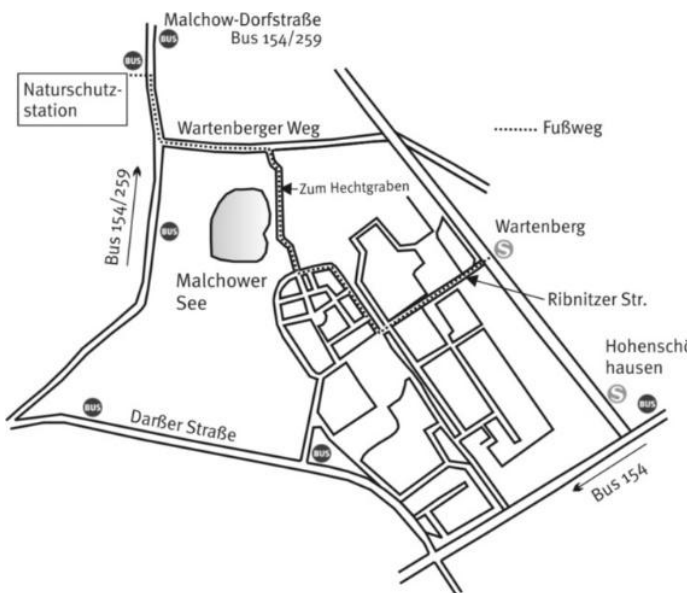 Malchow-Dorfstraße
BUS
Bus 154/259
BUS
Naturschutz-
station
Wartenberger Weg
Fußweg
Zum Hechtgraben
Bus 154/259
BUS
Wartenberg
S
Malchower
See
Ribnitzer Str.
Hohenschö
hausen
S
BUS
BUS
Darßer Straße
BUS
Bus 154